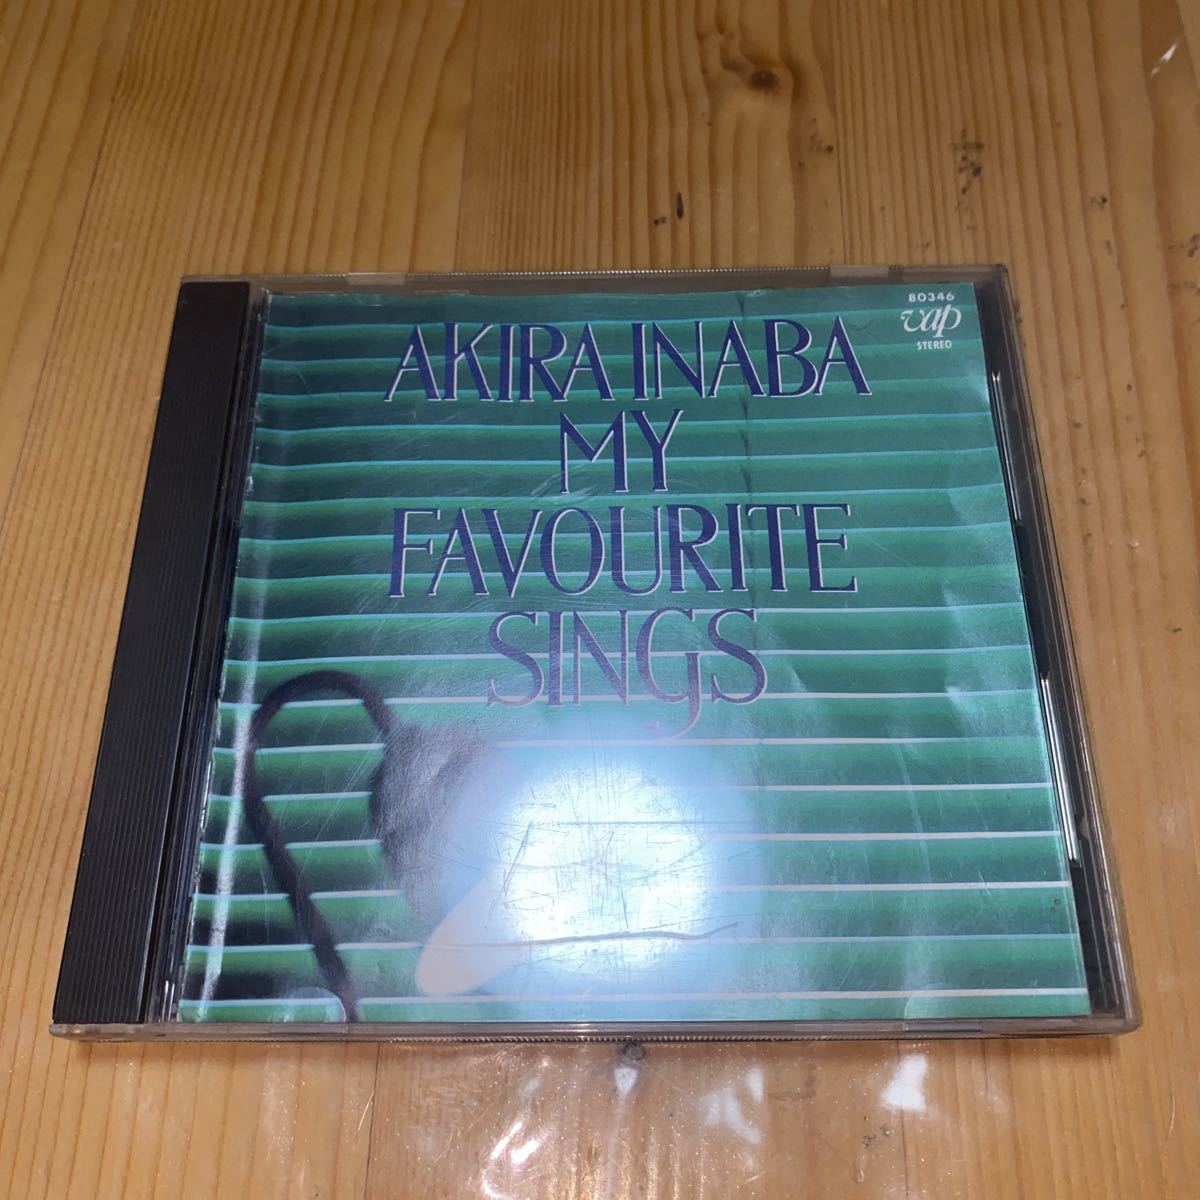 80346
vap
STEREO
AKIRA INABA
MY
FAVOURITE
SINGS